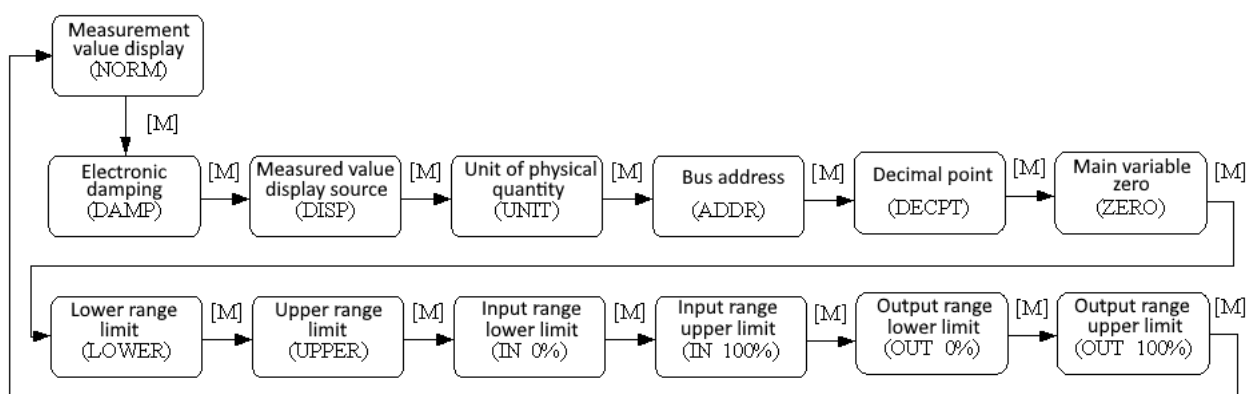 Measurement
value display
(NORM)
[M]
Electronic
damping
(DAMP)
[M]
Measured value
display source
(DISP)
[M]
Unit of physical
quantity
(UNIT)
[M]
Bus address
(ADDR)
[M]
Decimal point
(DECPT)
[M]
Main variable
zero
(ZERO)
[M]
Lower range
limit
(LOWER)
[M]
Upper range
limit
(UPPER)
[M]
Input range
lower limit
(IN 0%)
[M]
Input range
upper limit
(IN 100%)
[M]
Output range
lower limit
(OUT 0%)
[M]
Output range
upper limit
(OUT 100%)
[M]